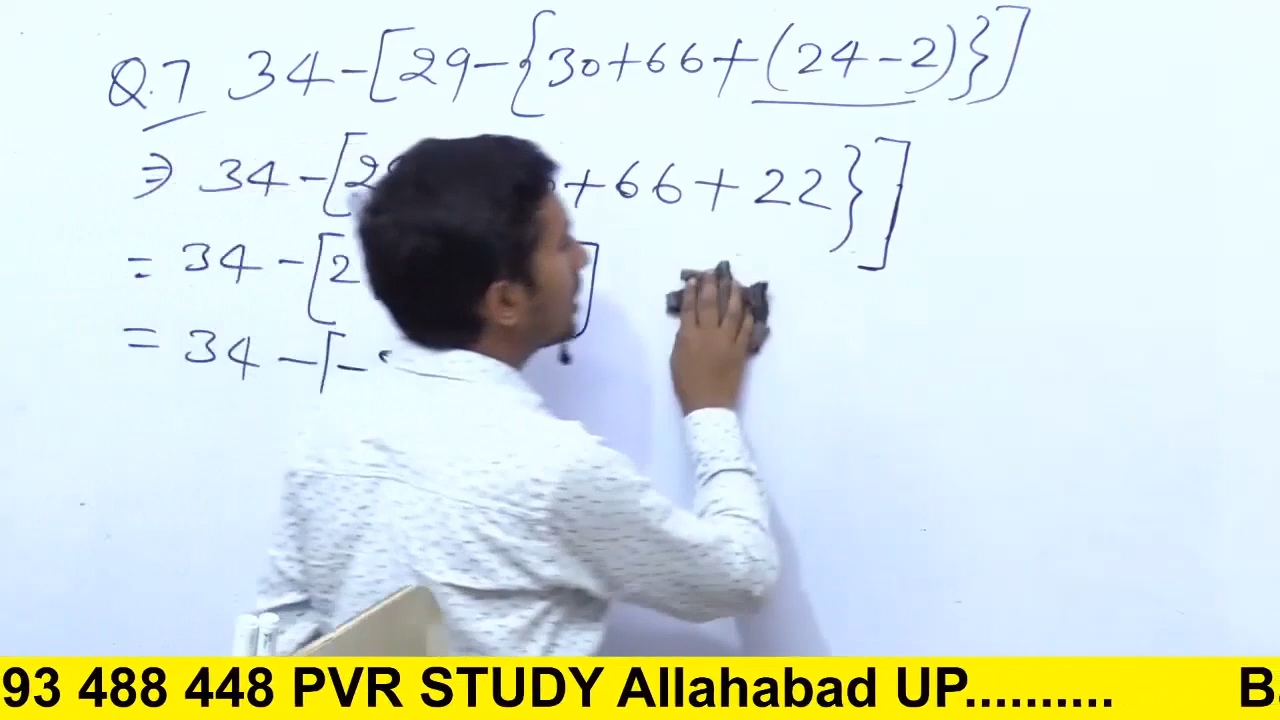 Q.7 34-[29-{30+66+(24-2)}]
⇒ 34-[2 +66+22}]
= 34-[2 ]
= 34-[-
93 488 448 PVR STUDY Allahabad UP.......... B.